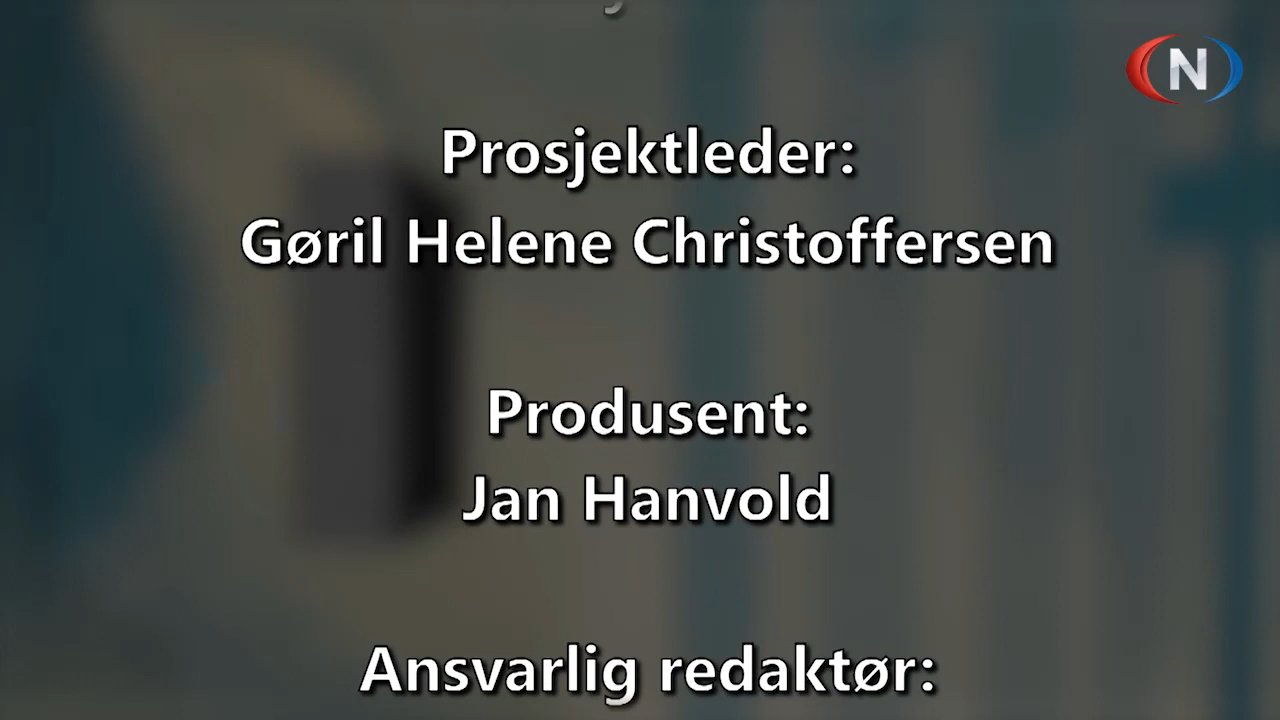 N
Prosjektleder:
Gøril Helene Christoffersen
Produsent:
Jan Hanvold
Ansvarlig redaktør: